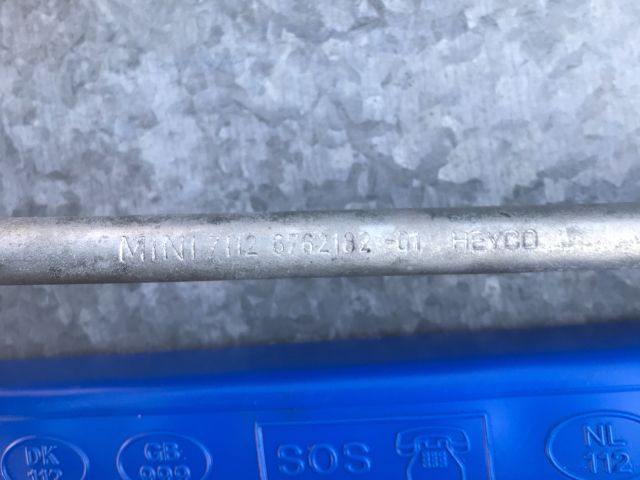 MINI 7112 6762182 -01 HEYCO
DK GB SOS NL
112 999 112